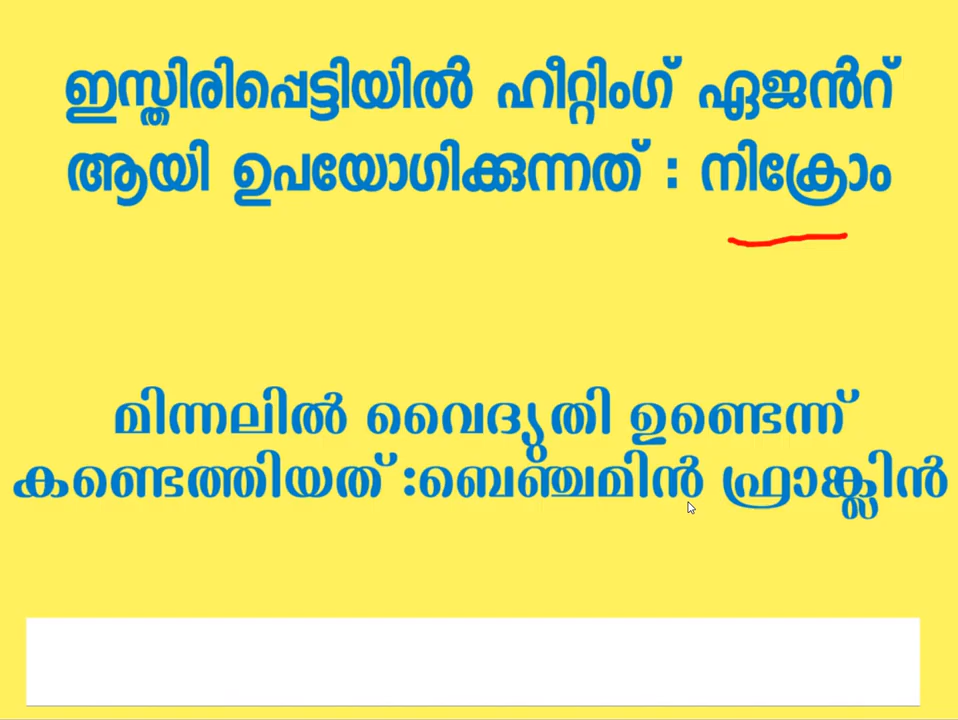 ഇസ്തിരിപ്പെട്ടിയിൽ ഹീറ്റിംഗ് ഏജൻറ്
ആയി ഉപയോഗിക്കുന്നത് : നിക്രോം
മിന്നലിൽ വൈദ്യുതി ഉണ്ടെന്ന്
കണ്ടെത്തിയത് :ബെഞ്ചമിൻ ഫ്രാങ്ക്ലിൻ